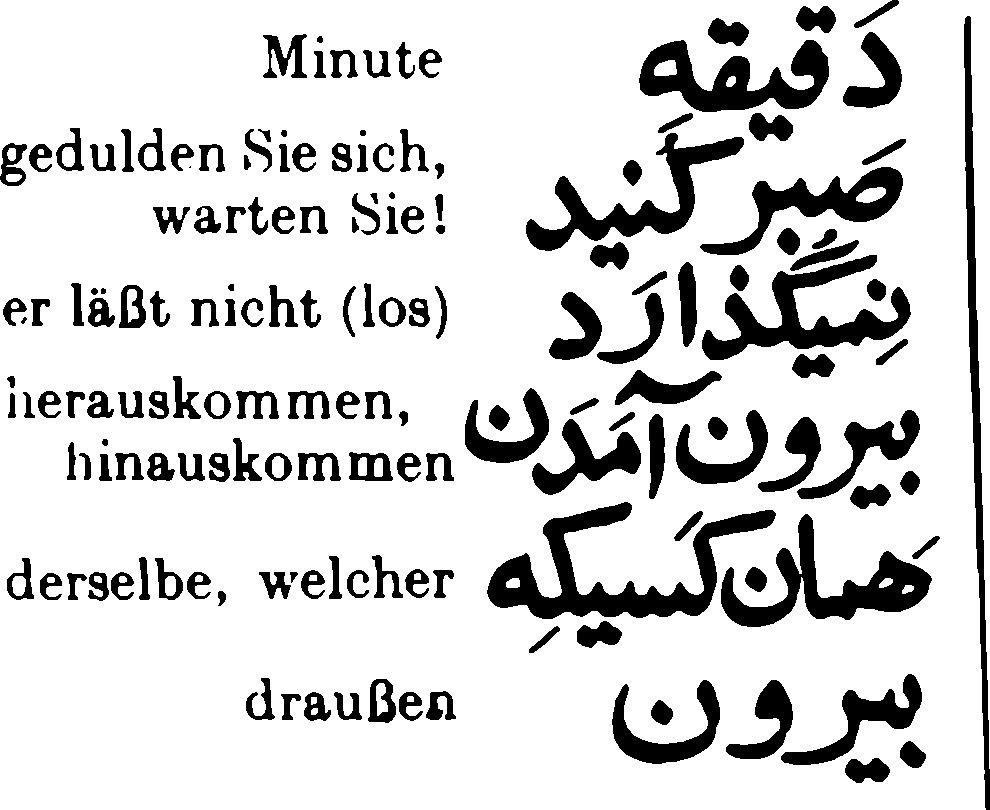 Minute دَقیقه
gedulden Sie sich, صَبر کُنید
warten Sie!
er läßt nicht (los) نِمیگُذارَد
herauskommen, بیرون آمَدَن
hinauskommen
derselbe, welcher هَمان کَسیکِه
draußen بیرون